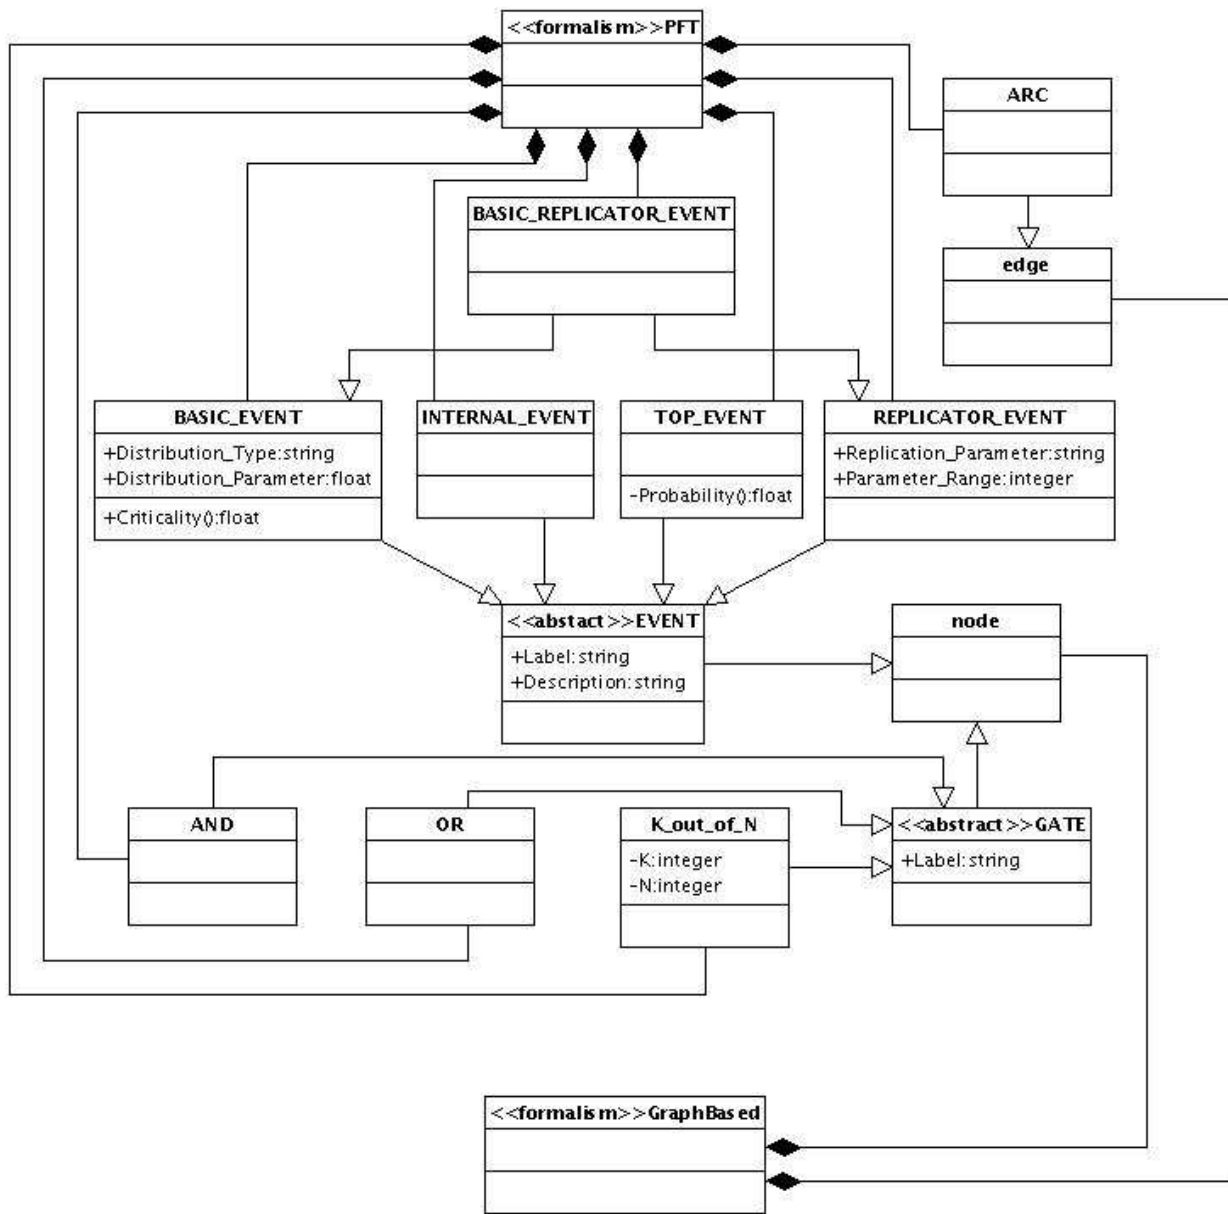 <<formalism>>PFT
ARC
BASIC_REPLICATOR_EVENT
edge
BASIC_EVENT
+Distribution_Type:string
+Distribution_Parameter:float
+Criticality():float
INTERNAL_EVENT
TOP_EVENT
-Probability():float
REPLICATOR_EVENT
+Replication_Parameter:string
+Parameter_Range:integer
<<abstact>>EVENT
+Label:string
+Description:string
node
AND
OR
K_out_of_N
-K:integer
-N:integer
<<abstract>>GATE
+Label:string
<<formalism>>GraphBased